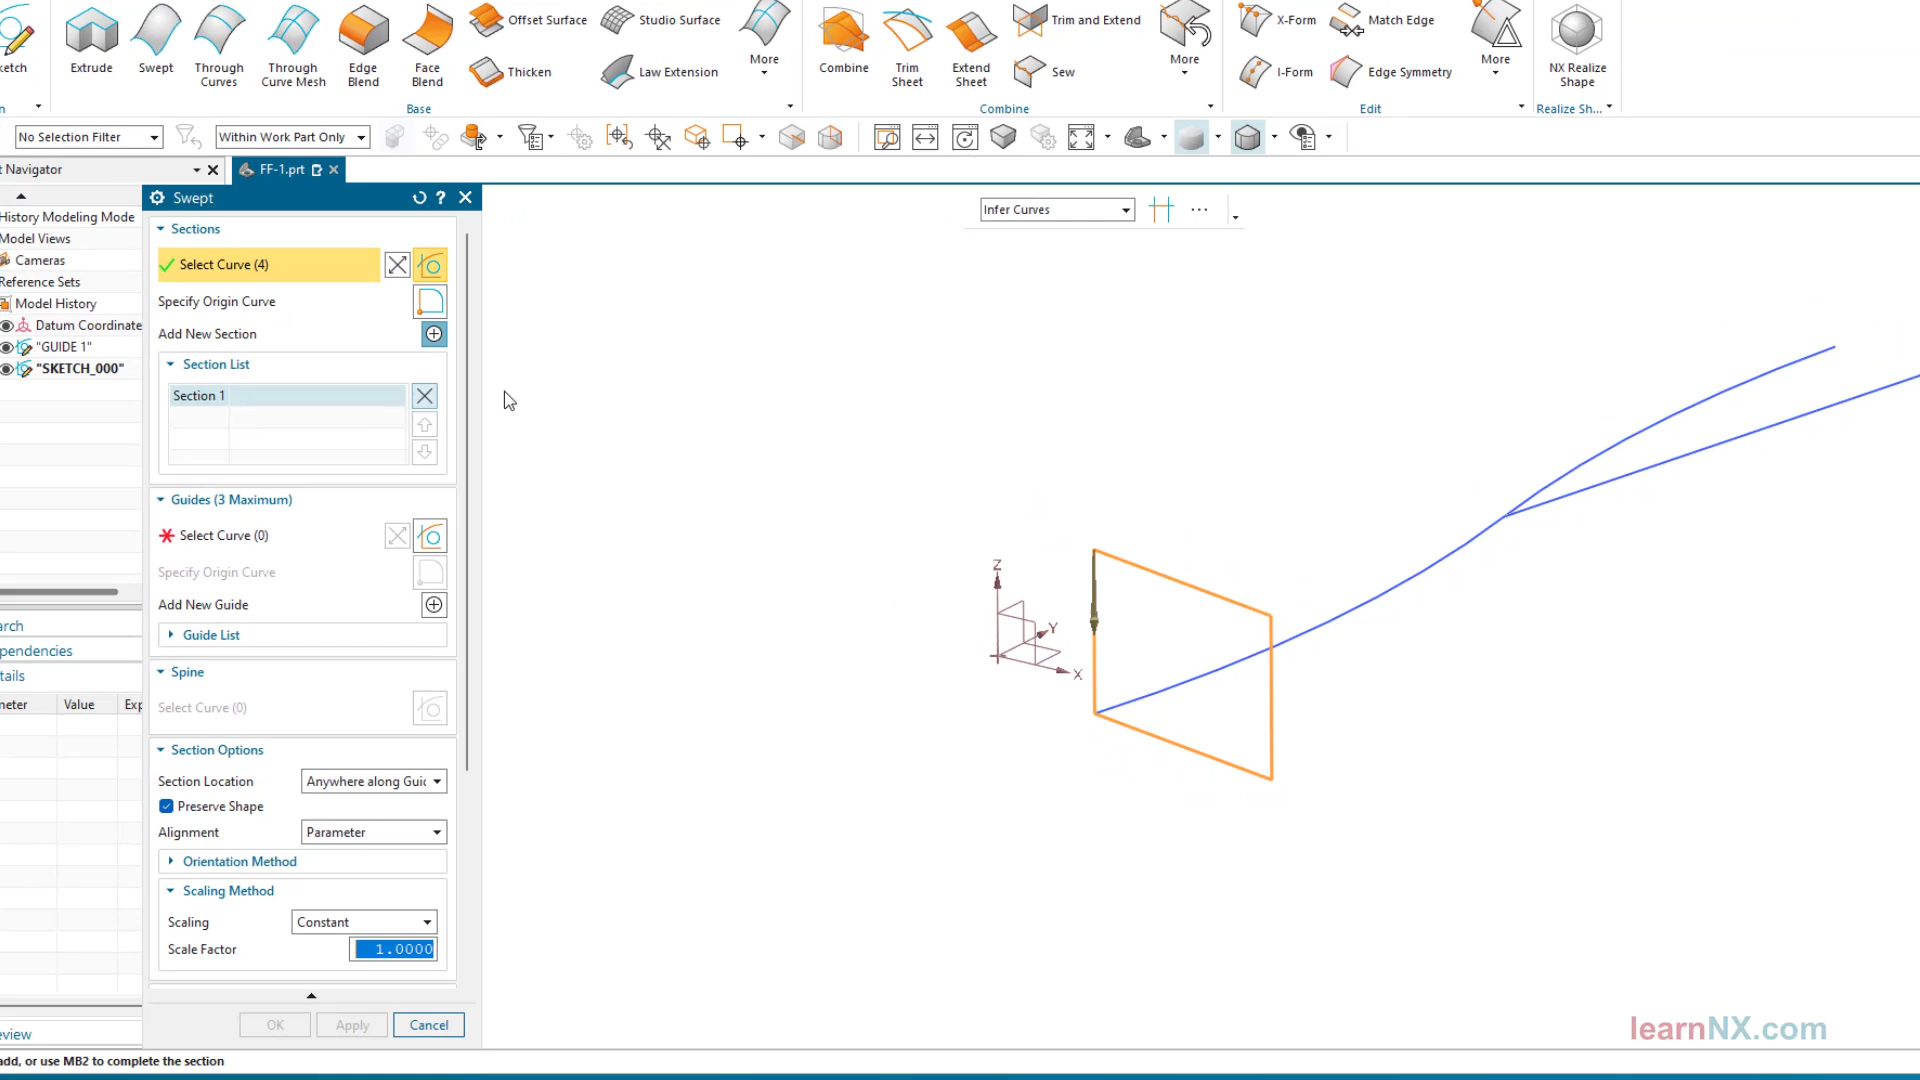 ketch
Extrude
Swept
Through Curves
Through Curve Mesh
Edge Blend
Face Blend
Offset Surface
Thicken
Studio Surface
Law Extension
More
Base
Combine
Trim Sheet
Extend Sheet
Trim and Extend
Sew
More
Combine
X-Form
I-Form
Match Edge
Edge Symmetry
More
Edit
NX Realize Shape
Realize Sh...
n
No Selection Filter
Within Work Part Only
t Navigator
FF-1.prt
History Modeling Mode
Model Views
Cameras
Reference Sets
Model History
Datum Coordinate
"GUIDE 1"
"SKETCH_000"
arch
pendencies
tails
meter Value Exp
eview
Swept
Sections
Select Curve (4)
Specify Origin Curve
Add New Section
Section List
Section 1
Guides (3 Maximum)
Select Curve (0)
Specify Origin Curve
Add New Guide
Guide List
Spine
Select Curve (0)
Section Options
Section Location Anywhere along Guid
Preserve Shape
Alignment Parameter
Orientation Method
Scaling Method
Scaling Constant
Scale Factor 1.0000
OK Apply Cancel
Infer Curves
Z
Y
X
learnNX.com
add, or use MB2 to complete the section